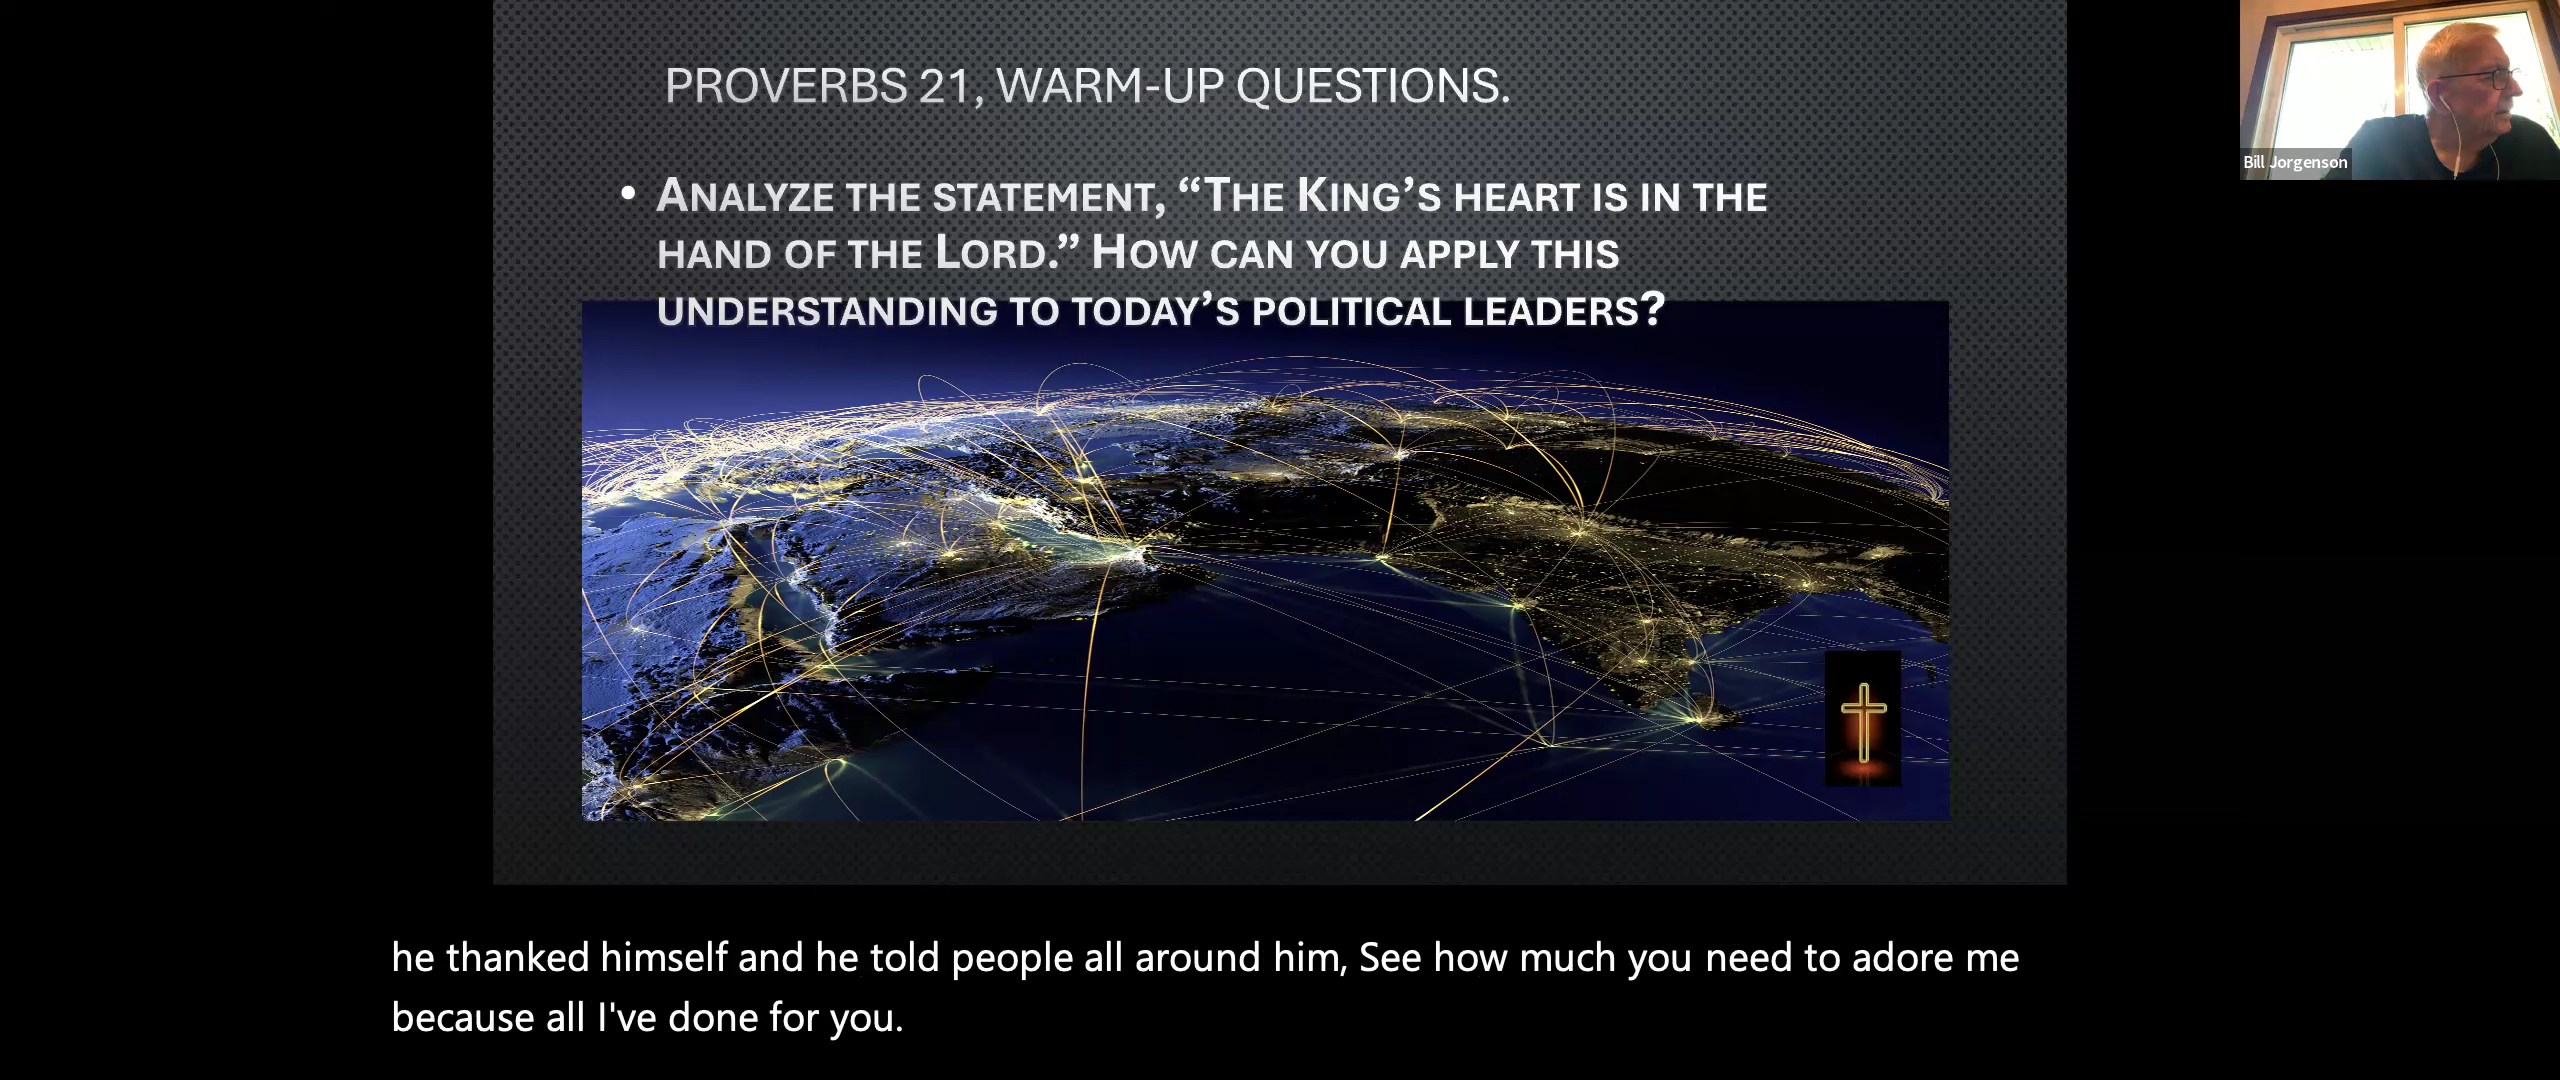 PROVERBS 21, WARM-UP QUESTIONS.
• ANALYZE THE STATEMENT, “THE KING’S HEART IS IN THE
HAND OF THE LORD.” HOW CAN YOU APPLY THIS
UNDERSTANDING TO TODAY’S POLITICAL LEADERS?
Bill Jorgenson
he thanked himself and he told people all around him, See how much you need to adore me
because all I've done for you.